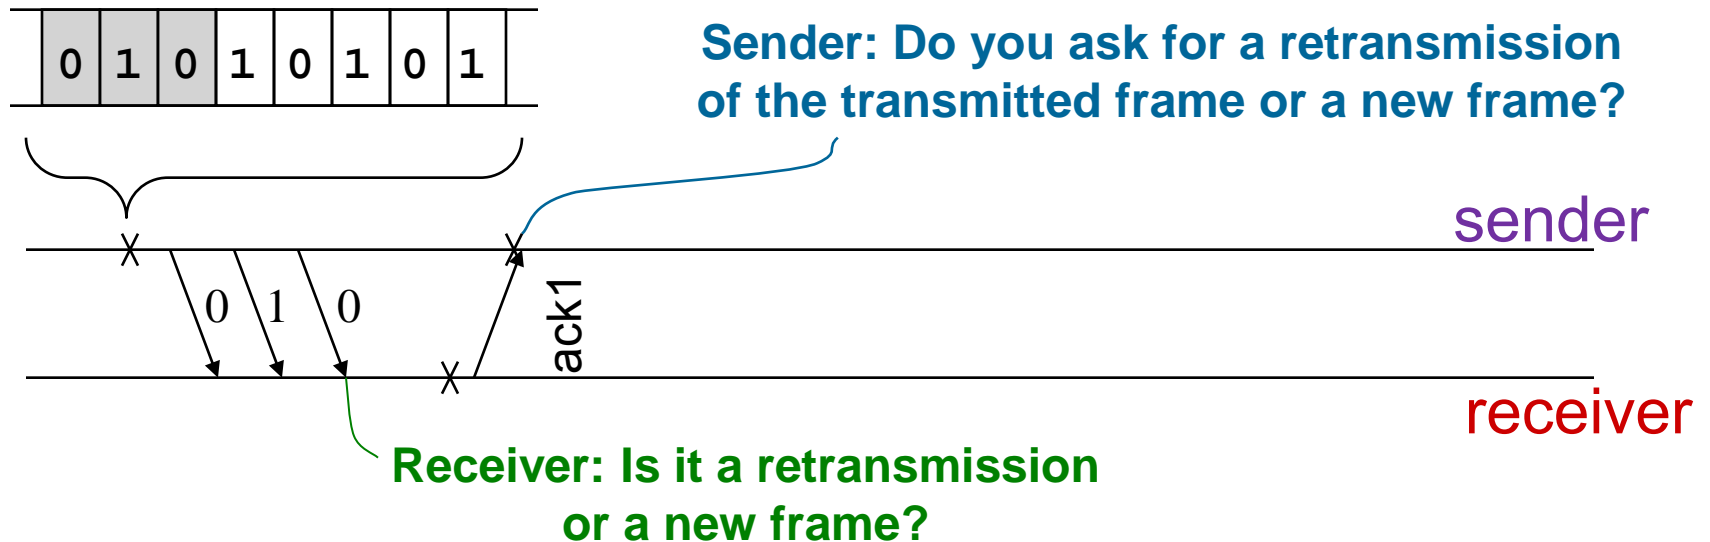 0 1 0 1 0 1 0 1
Sender: Do you ask for a retransmission
of the transmitted frame or a new frame?
sender
0 1 0
ack1
receiver
Receiver: Is it a retransmission
or a new frame?